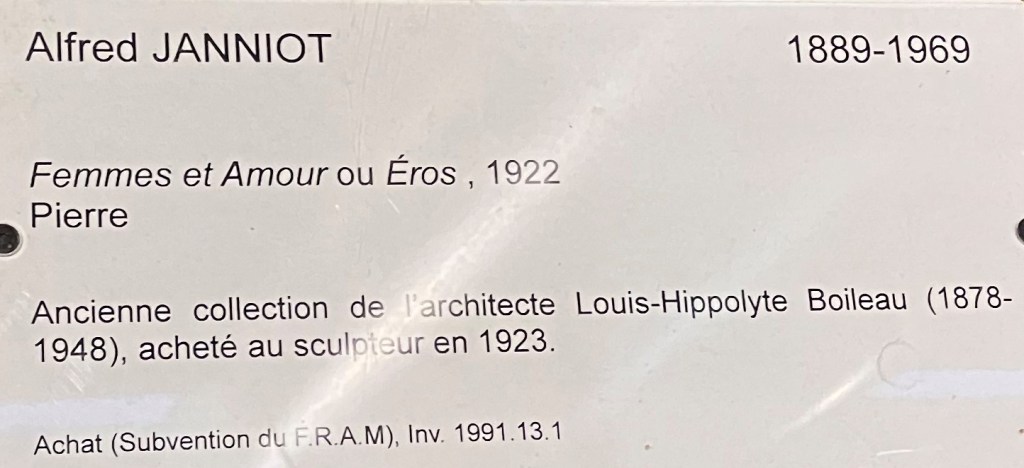 Alfred JANNIOT 1889-1969
Femmes et Amour ou Éros , 1922
Pierre
Ancienne collection de l'architecte Louis-Hippolyte Boileau (1878-
1948), acheté au sculpteur en 1923.
Achat (Subvention du F.R.A.M), Inv. 1991.13.1